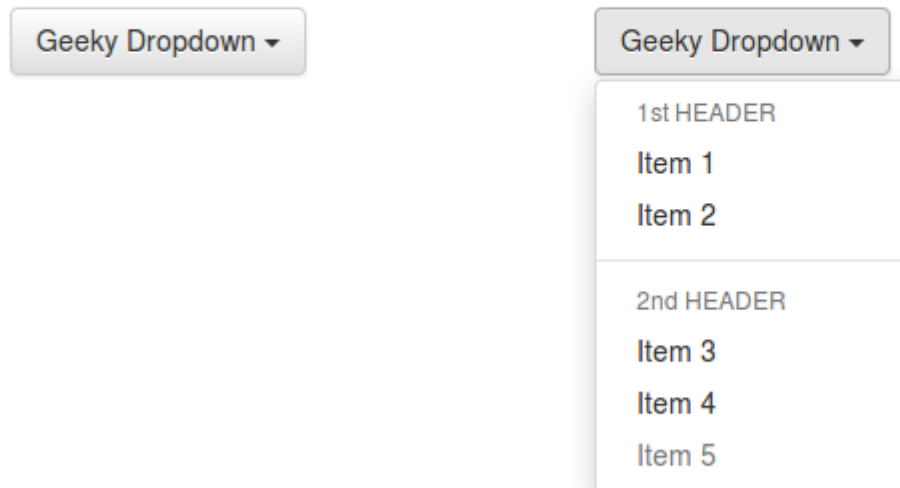 Geeky Dropdown
Geeky Dropdown
1st HEADER
Item 1
Item 2
2nd HEADER
Item 3
Item 4
Item 5